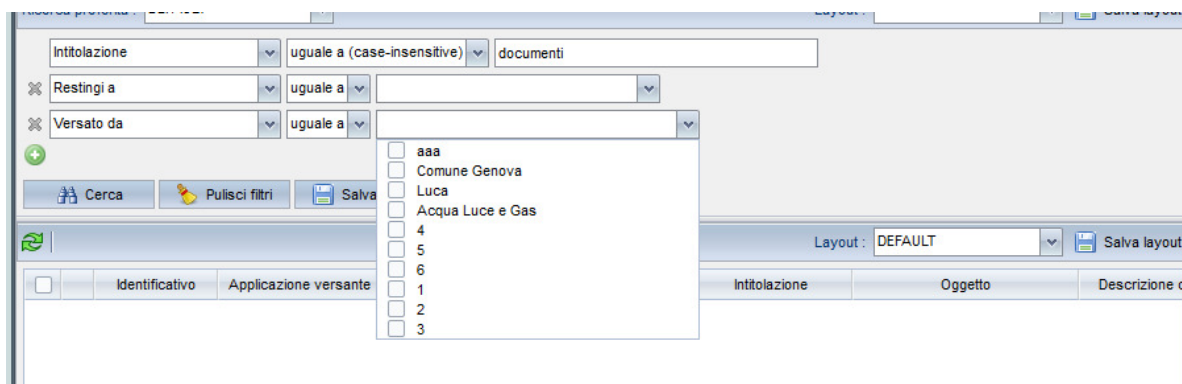 Layout :
Salva layout
Intitolazione uguale a (case-insensitive) documenti
Restingi a uguale a
Versato da uguale a
aaa
Comune Genova
Luca
Acqua Luce e Gas
4
5
6
1
2
3
Cerca Pulisci filtri Salva
Layout : DEFAULT Salva layout
Identificativo Applicazione versante Intitolazione Oggetto Descrizione